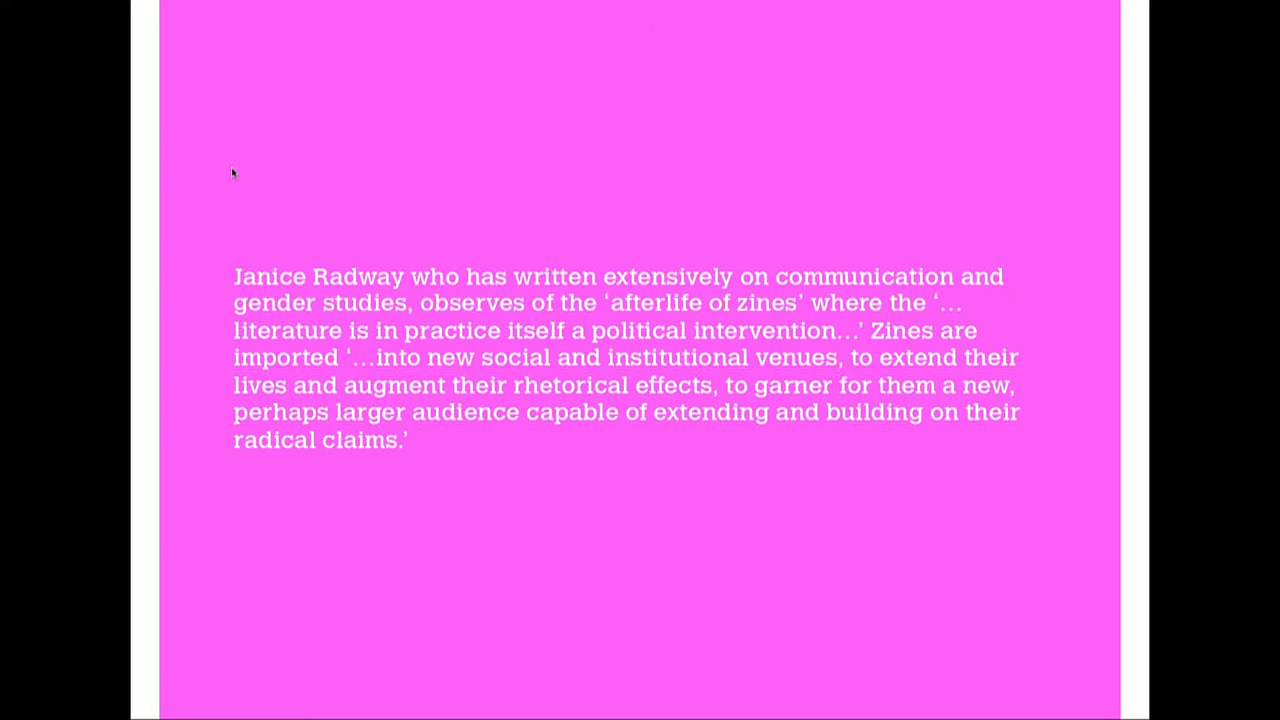 Janice Radway who has written extensively on communication and
gender studies, observes of the ‘afterlife of zines’ where the ‘…
literature is in practice itself a political intervention…’ Zines are
imported ‘…into new social and institutional venues, to extend their
lives and augment their rhetorical effects, to garner for them a new,
perhaps larger audience capable of extending and building on their
radical claims.’